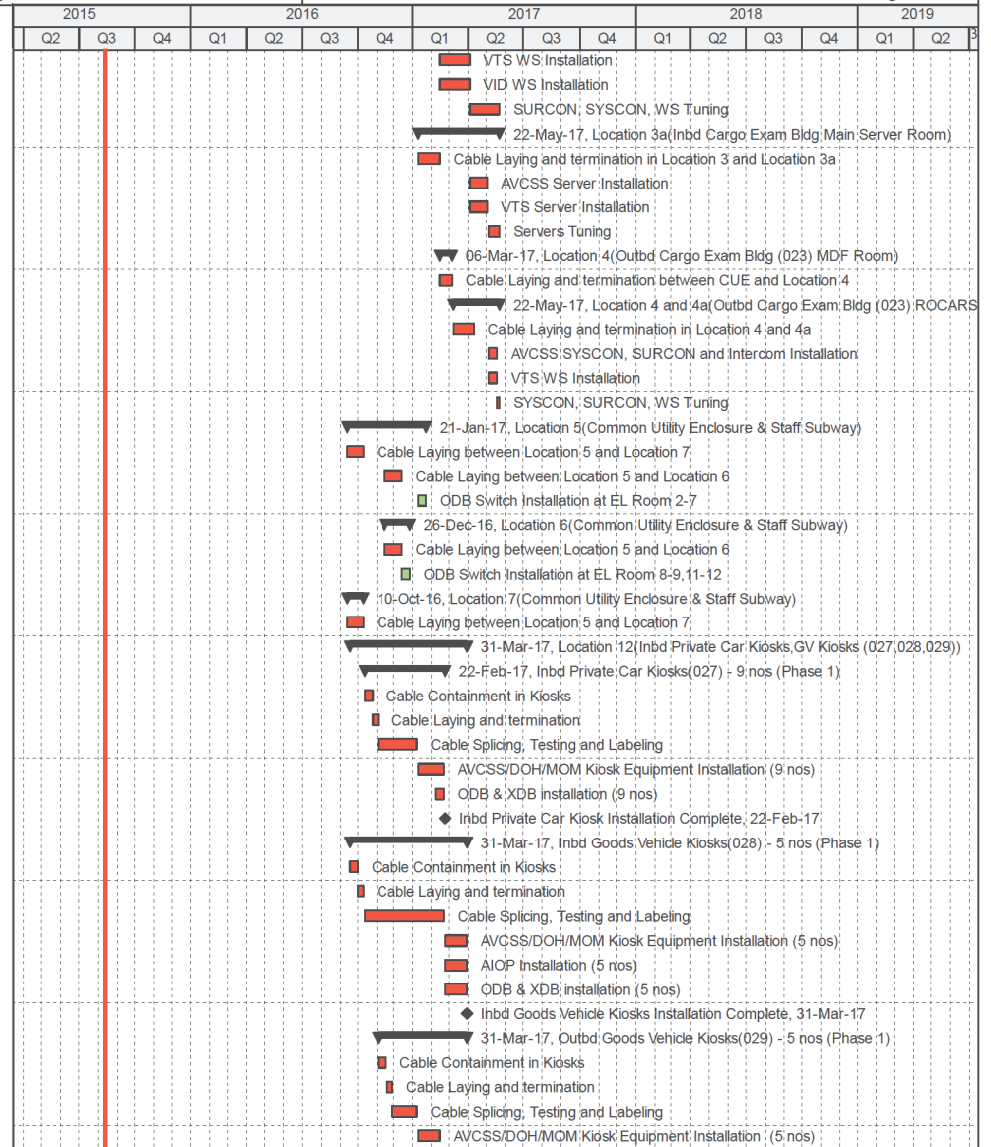 2015 2016 2017 2018 2019
Q2 Q3 Q4 Q1 Q2 Q3 Q4 Q1 Q2 Q3 Q4 Q1 Q2 Q3 Q4 Q1 Q2 3
VTS WS Installation
VID WS Installation
SURCON, SYSCON, WS Tuning
22-May-17, Location 3a(Inbd Cargo Exam Bldg Main Server Room)
Cable Laying and termination in Location 3 and Location 3a
AVCSS Server Installation
VTS Server Installation
Servers Tuning
06-Mar-17, Location 4(Outbd Cargo Exam Bldg (023) MDF Room)
Cable Laying and termination between CUE and Location 4
22-May-17, Location 4 and 4a(Outbd Cargo Exam Bldg (023) ROCARS
Cable Laying and termination in Location 4 and 4a
AVCSS SYSCON, SURCON and Intercom Installation
VTS WS Installation
SYSCON, SURCON, WS Tuning
21-Jan-17, Location 5(Common Utility Enclosure & Staff Subway)
Cable Laying between Location 5 and Location 7
Cable Laying between Location 5 and Location 6
ODB Switch Installation at EL Room 2-7
26-Dec-16, Location 6(Common Utility Enclosure & Staff Subway)
Cable Laying between Location 5 and Location 6
ODB Switch Installation at EL Room 8-9,11-12
10-Oct-16, Location 7(Common Utility Enclosure & Staff Subway)
Cable Laying between Location 5 and Location 7
31-Mar-17, Location 12(Inbd Private Car Kiosks,GV Kiosks (027,028,029))
22-Feb-17, Inbd Private Car Kiosks(027) - 9 nos (Phase 1)
Cable Containment in Kiosks
Cable Laying and termination
Cable Splicing, Testing and Labeling
AVCSS/DOH/MOM Kiosk Equipment Installation (9 nos)
ODB & XDB installation (9 nos)
Inbd Private Car Kiosk Installation Complete, 22-Feb-17
31-Mar-17, Inbd Goods Vehicle Kiosks(028) - 5 nos (Phase 1)
Cable Containment in Kiosks
Cable Laying and termination
Cable Splicing, Testing and Labeling
AVCSS/DOH/MOM Kiosk Equipment Installation (5 nos)
AIOP Installation (5 nos)
ODB & XDB installation (5 nos)
Inbd Goods Vehicle Kiosks Installation Complete, 31-Mar-17
31-Mar-17, Outbd Goods Vehicle Kiosks(029) - 5 nos (Phase 1)
Cable Containment in Kiosks
Cable Laying and termination
Cable Splicing, Testing and Labeling
AVCSS/DOH/MOM Kiosk Equipment Installation (5 nos)